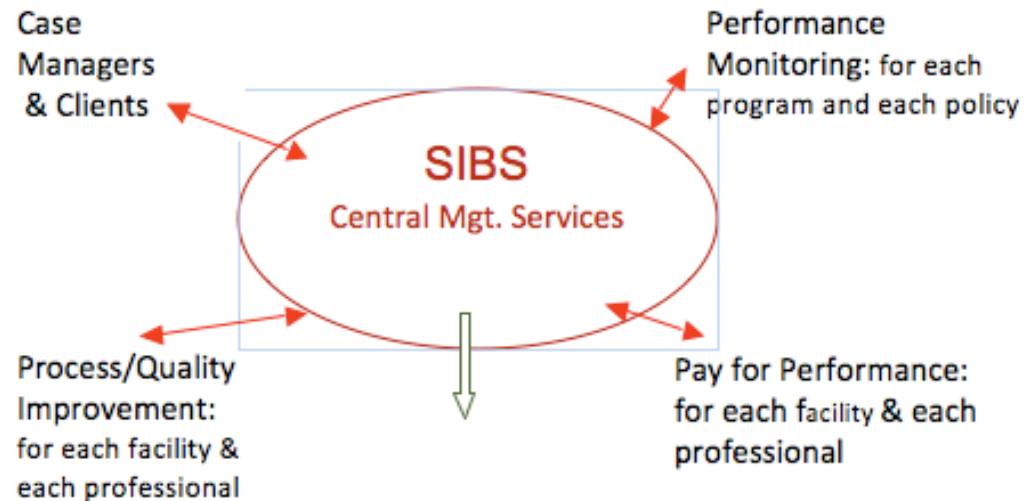 Case
Managers
& Clients
Performance
Monitoring: for each
program and each policy
SIBS
Central Mgt. Services
Process/Quality
Improvement:
for each facility &
each professional
Pay for Performance:
for each facility & each
professional